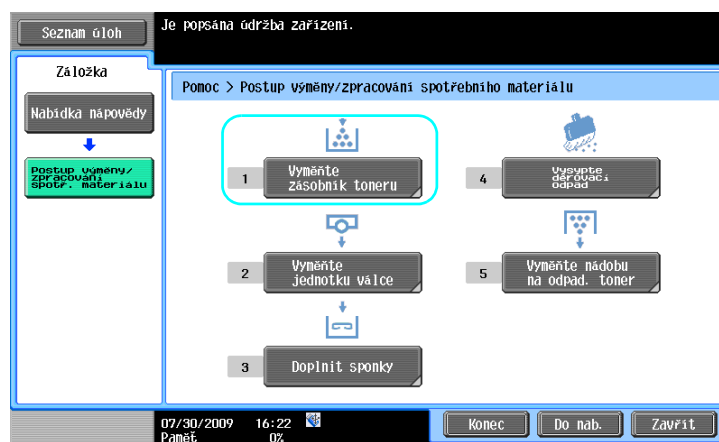 Seznam úloh
Je popsána údržba zařízení.
Záložka
Nabídka nápovědy
Postup výměny/
zpracování
spotř. materiálu
Pomoc > Postup výměny/zpracování spotřebního materiálu
1
Vyměňte
zásobník toneru
2
Vyměňte
jednotku válce
3
Doplnit sponky
4
Vysypte
děrovací
odpad
5
Vyměňte nádobu
na odpad. toner
07/30/2009 16:22
Paměť 0%
Konec
Do nab.
Zavřít